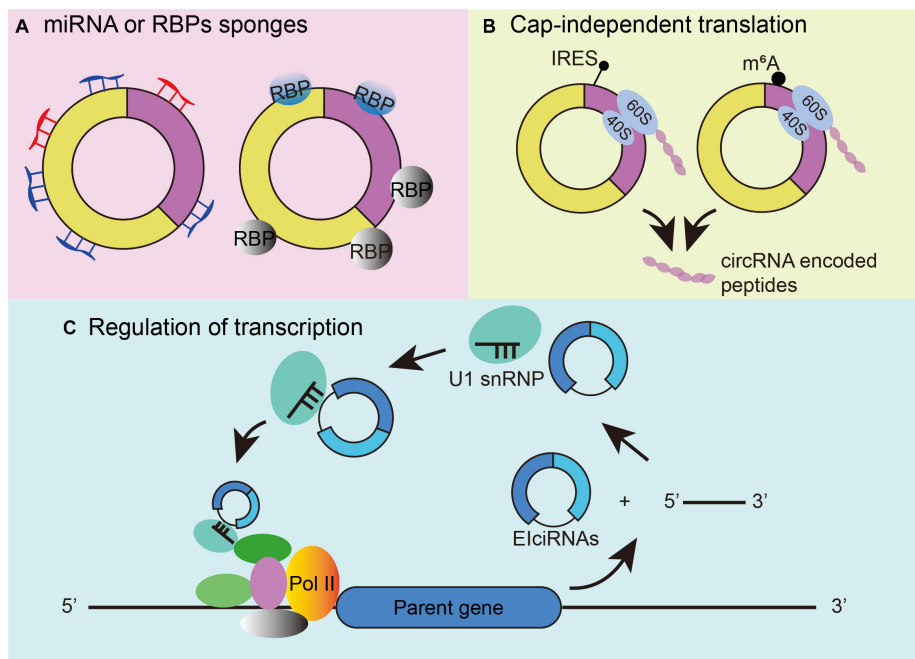 A miRNA or RBPs sponges
RBP
RBP
RBP
RBP
RBP
B Cap-independent translation
IRES
m⁶A
60S
40S
60S
40S
circRNA encoded
peptides
C Regulation of transcription
U1 snRNP
EIciRNAs
+
5’
3’
Pol II
Parent gene
5’
3’